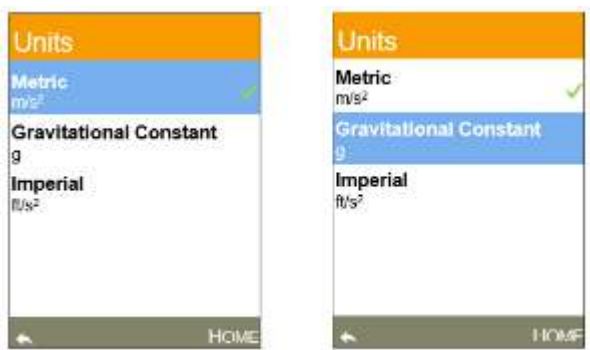 Units
Metric
m/s²
Gravitational Constant
g
Imperial
ft/s²
HOME
Units
Metric
m/s²
Gravitational Constant
g
Imperial
ft/s²
HOME